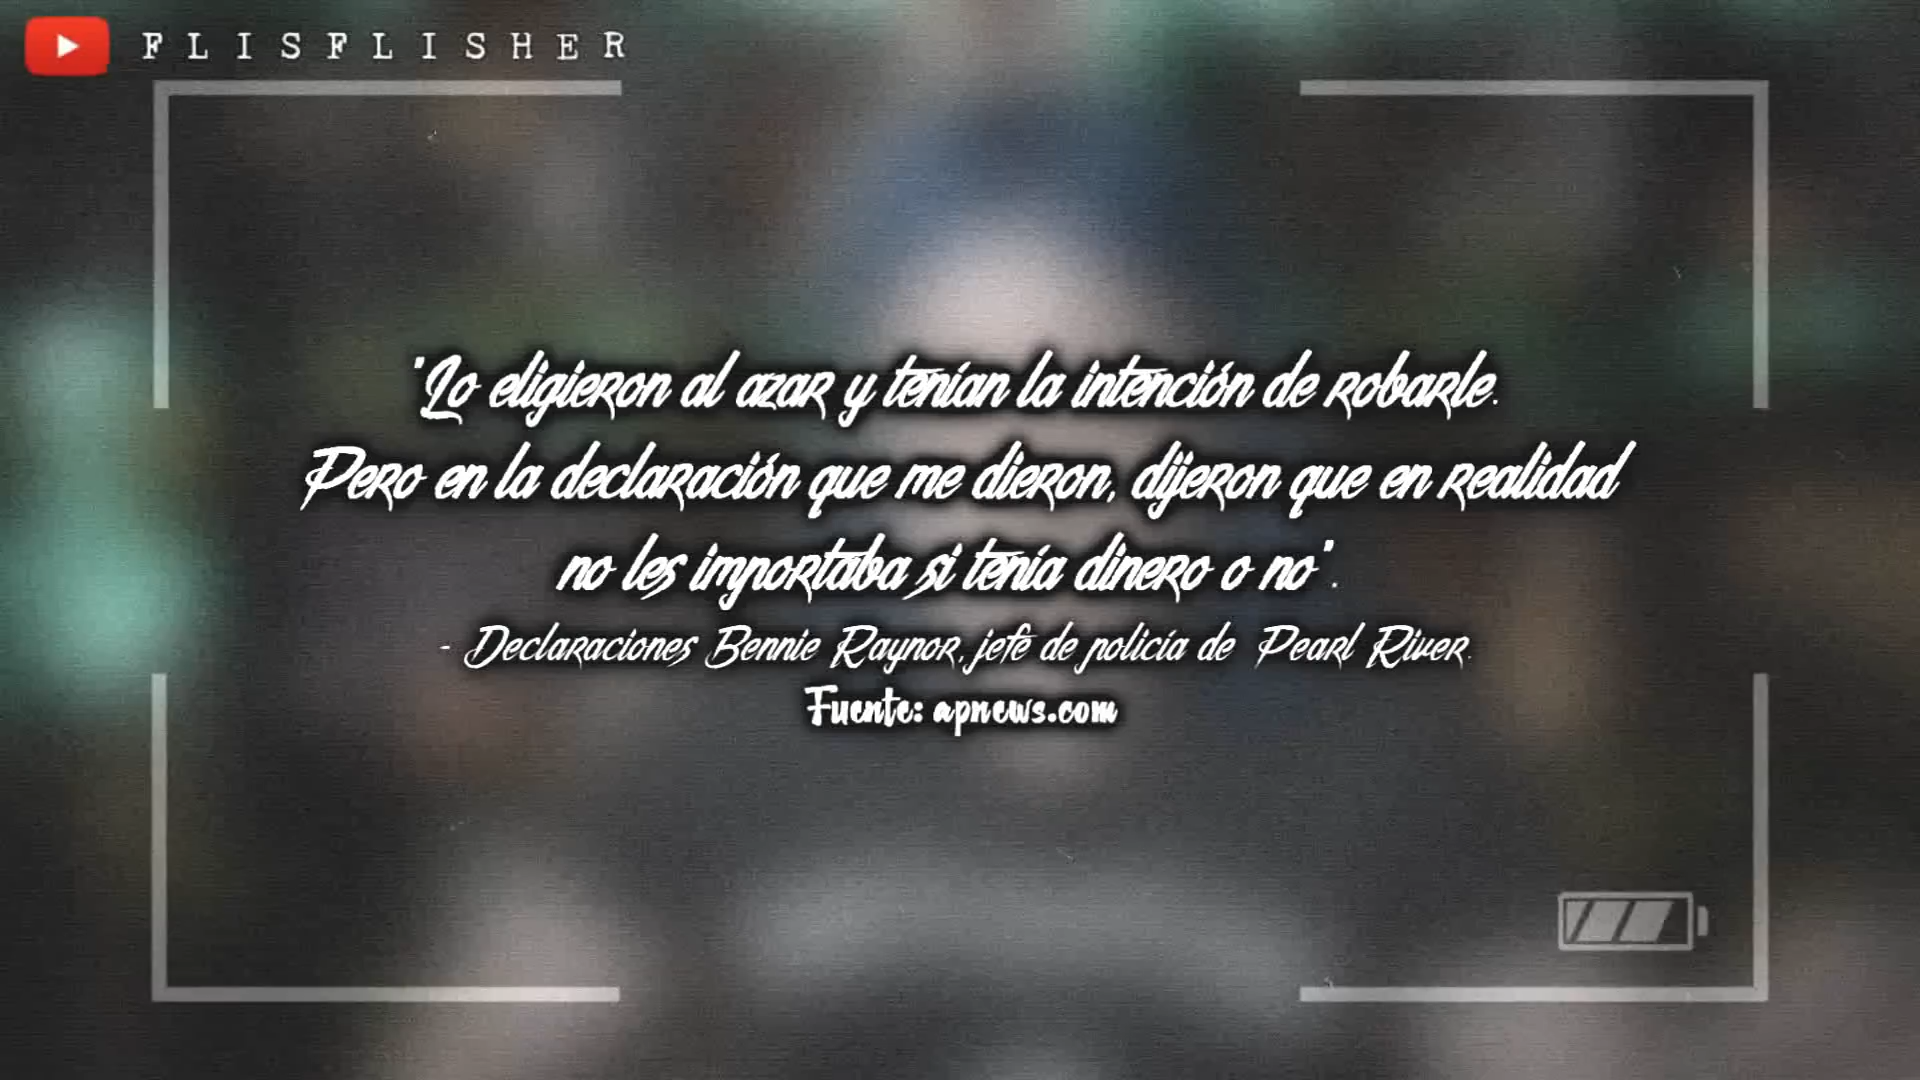 FLISFLISHER
"Lo eligieron al azar y tenían la intención de robarle.
Pero en la declaración que me dieron, dijeron que en realidad
no les importaba si tenía dinero o no".
- Declaraciones Bennie Raynor, jefe de policía de Pearl River.
Fuente: apnews.com